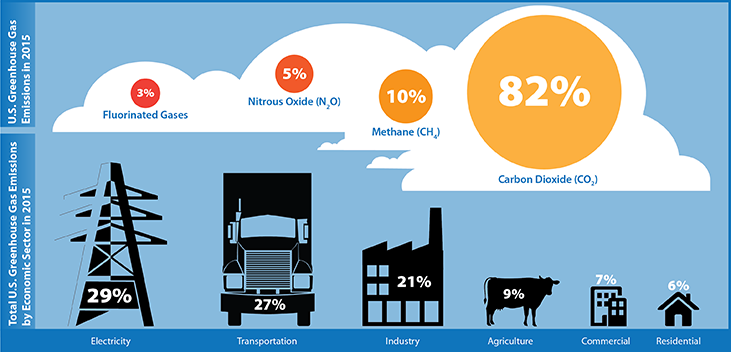 U.S. Greenhouse Gas
Emissions in 2015
3%
Fluorinated Gases
5%
Nitrous Oxide (N₂O)
10%
Methane (CH₄)
82%
Carbon Dioxide (CO₂)
Total U.S. Greenhouse Gas Emissions
by Economic Sector in 2015
29%
27%
21%
9%
7%
6%
Electricity
Transportation
Industry
Agriculture
Commercial
Residential